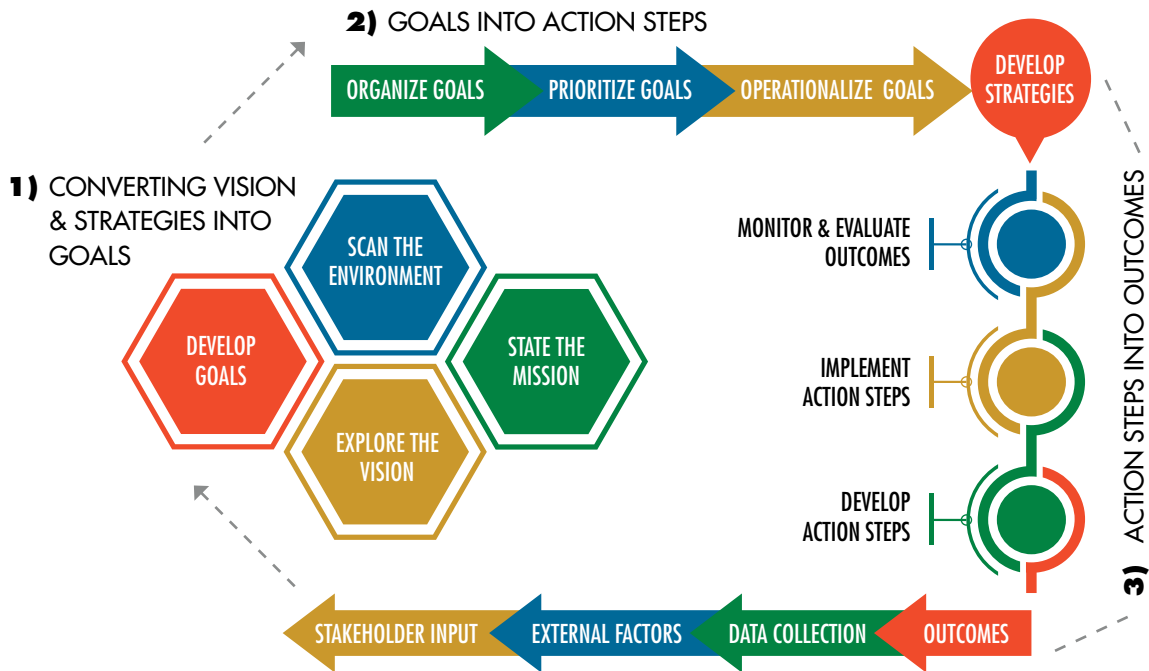 2) GOALS INTO ACTION STEPS
ORGANIZE GOALS
PRIORITIZE GOALS
OPERATIONALIZE GOALS
DEVELOP
STRATEGIES
1) CONVERTING VISION
& STRATEGIES INTO
GOALS
SCAN THE
ENVIRONMENT
DEVELOP
GOALS
STATE THE
MISSION
EXPLORE THE
VISION
MONITOR & EVALUATE
OUTCOMES
IMPLEMENT
ACTION STEPS
DEVELOP
ACTION STEPS
3) ACTION STEPS INTO OUTCOMES
STAKEHOLDER INPUT
EXTERNAL FACTORS
DATA COLLECTION
OUTCOMES